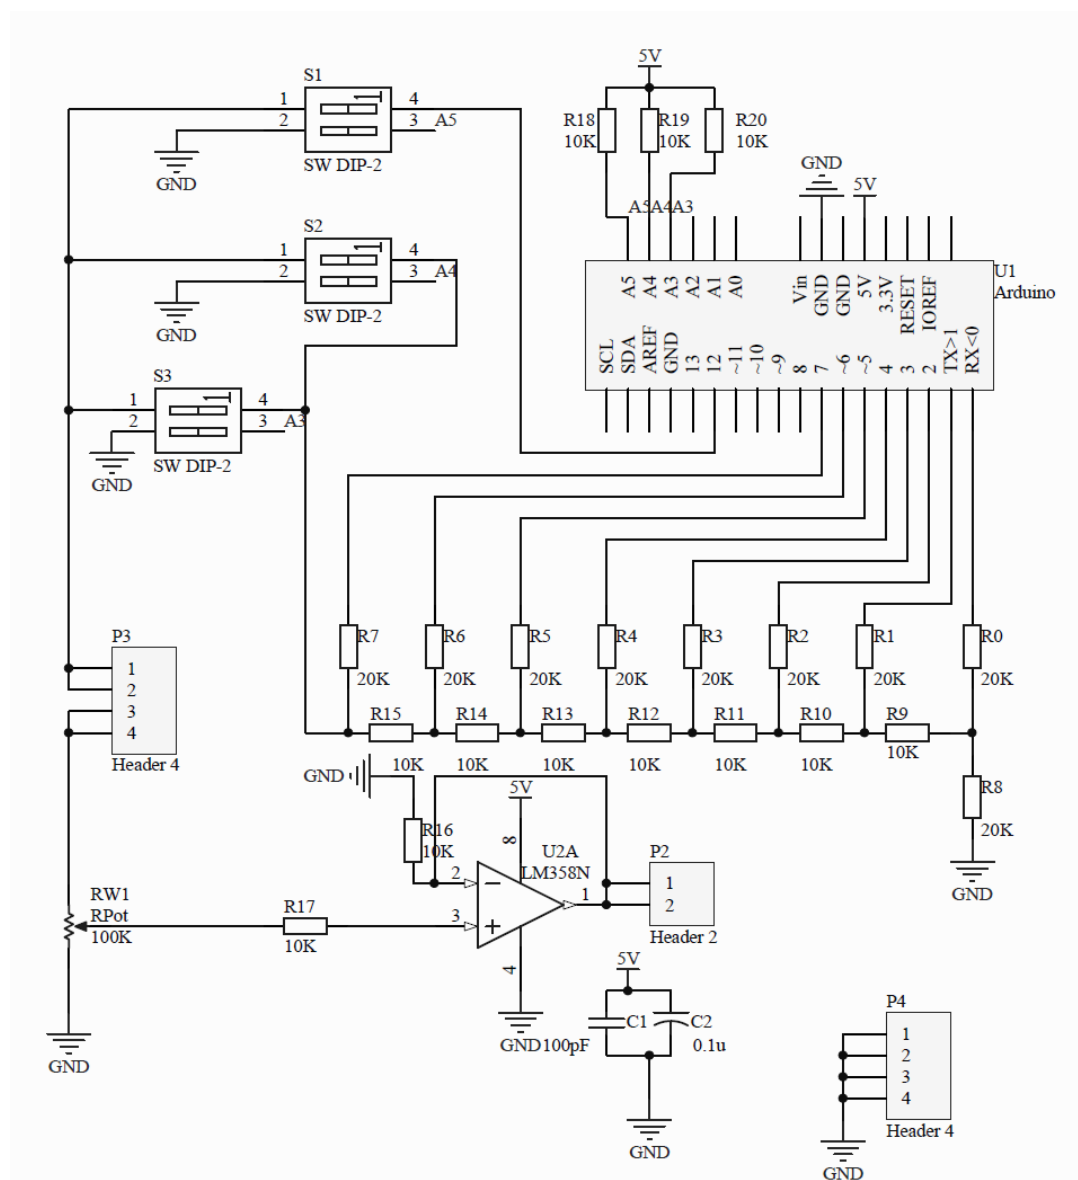 S1
1
4
2
3
A5
SW DIP-2
GND
S2
1
4
2
3
A4
SW DIP-2
GND
S3
1
4
2
3
A3
SW DIP-2
GND
5V
R18
10K
R19
10K
R20
10K
GND
5V
A5A4A3
U1
Arduino
A5
A4
A3
A2
A1
A0
Vin
GND
GND
5V
3.3V
RESET
IOREF
SCL
SDA
AREF
GND
13
12
~11
~10
~9
8
7
~6
~5
4
3
2
TX>1
RX<0
P3
1
2
3
4
Header 4
R7
20K
R6
20K
R5
20K
R4
20K
R3
20K
R2
20K
R1
20K
R0
20K
R15
10K
R14
10K
R13
10K
R12
10K
R11
10K
R10
10K
R9
10K
R8
20K
GND
GND
R16
10K
5V
8
U2A
LM358N
2
3
1
4
GND
P2
1
2
Header 2
RW1
RPot
100K
R17
10K
GND
5V
C1
100pF
C2
0.1u
GND
P4
1
2
3
4
Header 4
GND